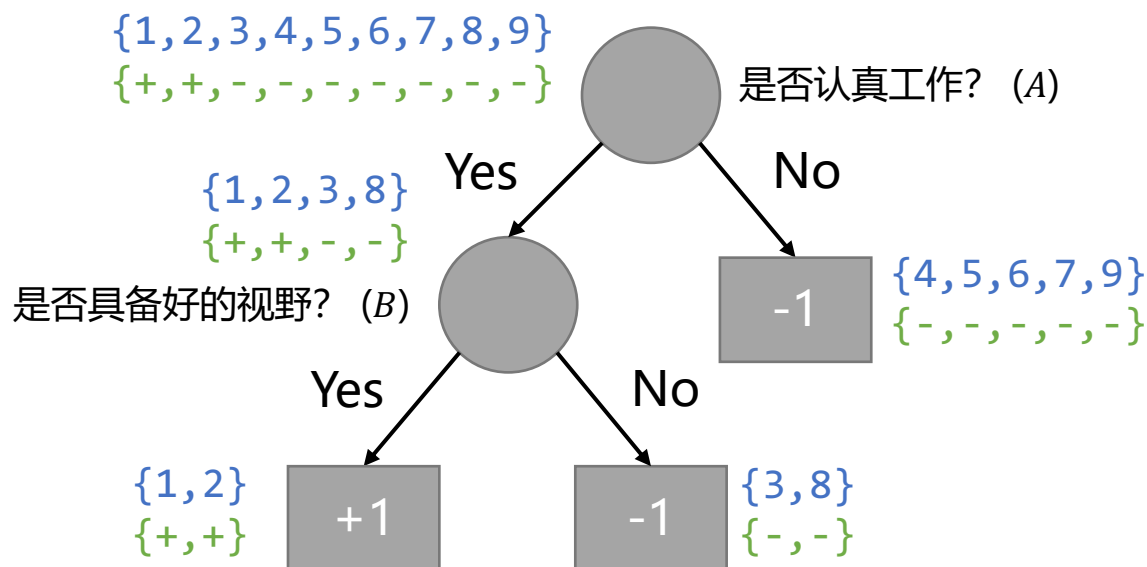 {1,2,3,4,5,6,7,8,9}
{+,+,-,-,-,-,-,-,-}
是否认真工作? (A)
Yes
No
{1,2,3,8}
{+,+,-,-}
是否具备好的视野? (B)
-1
{4,5,6,7,9}
{-,-,-,-,-}
Yes
No
{1,2}
{+,+}
+1
-1
{3,8}
{-,-}